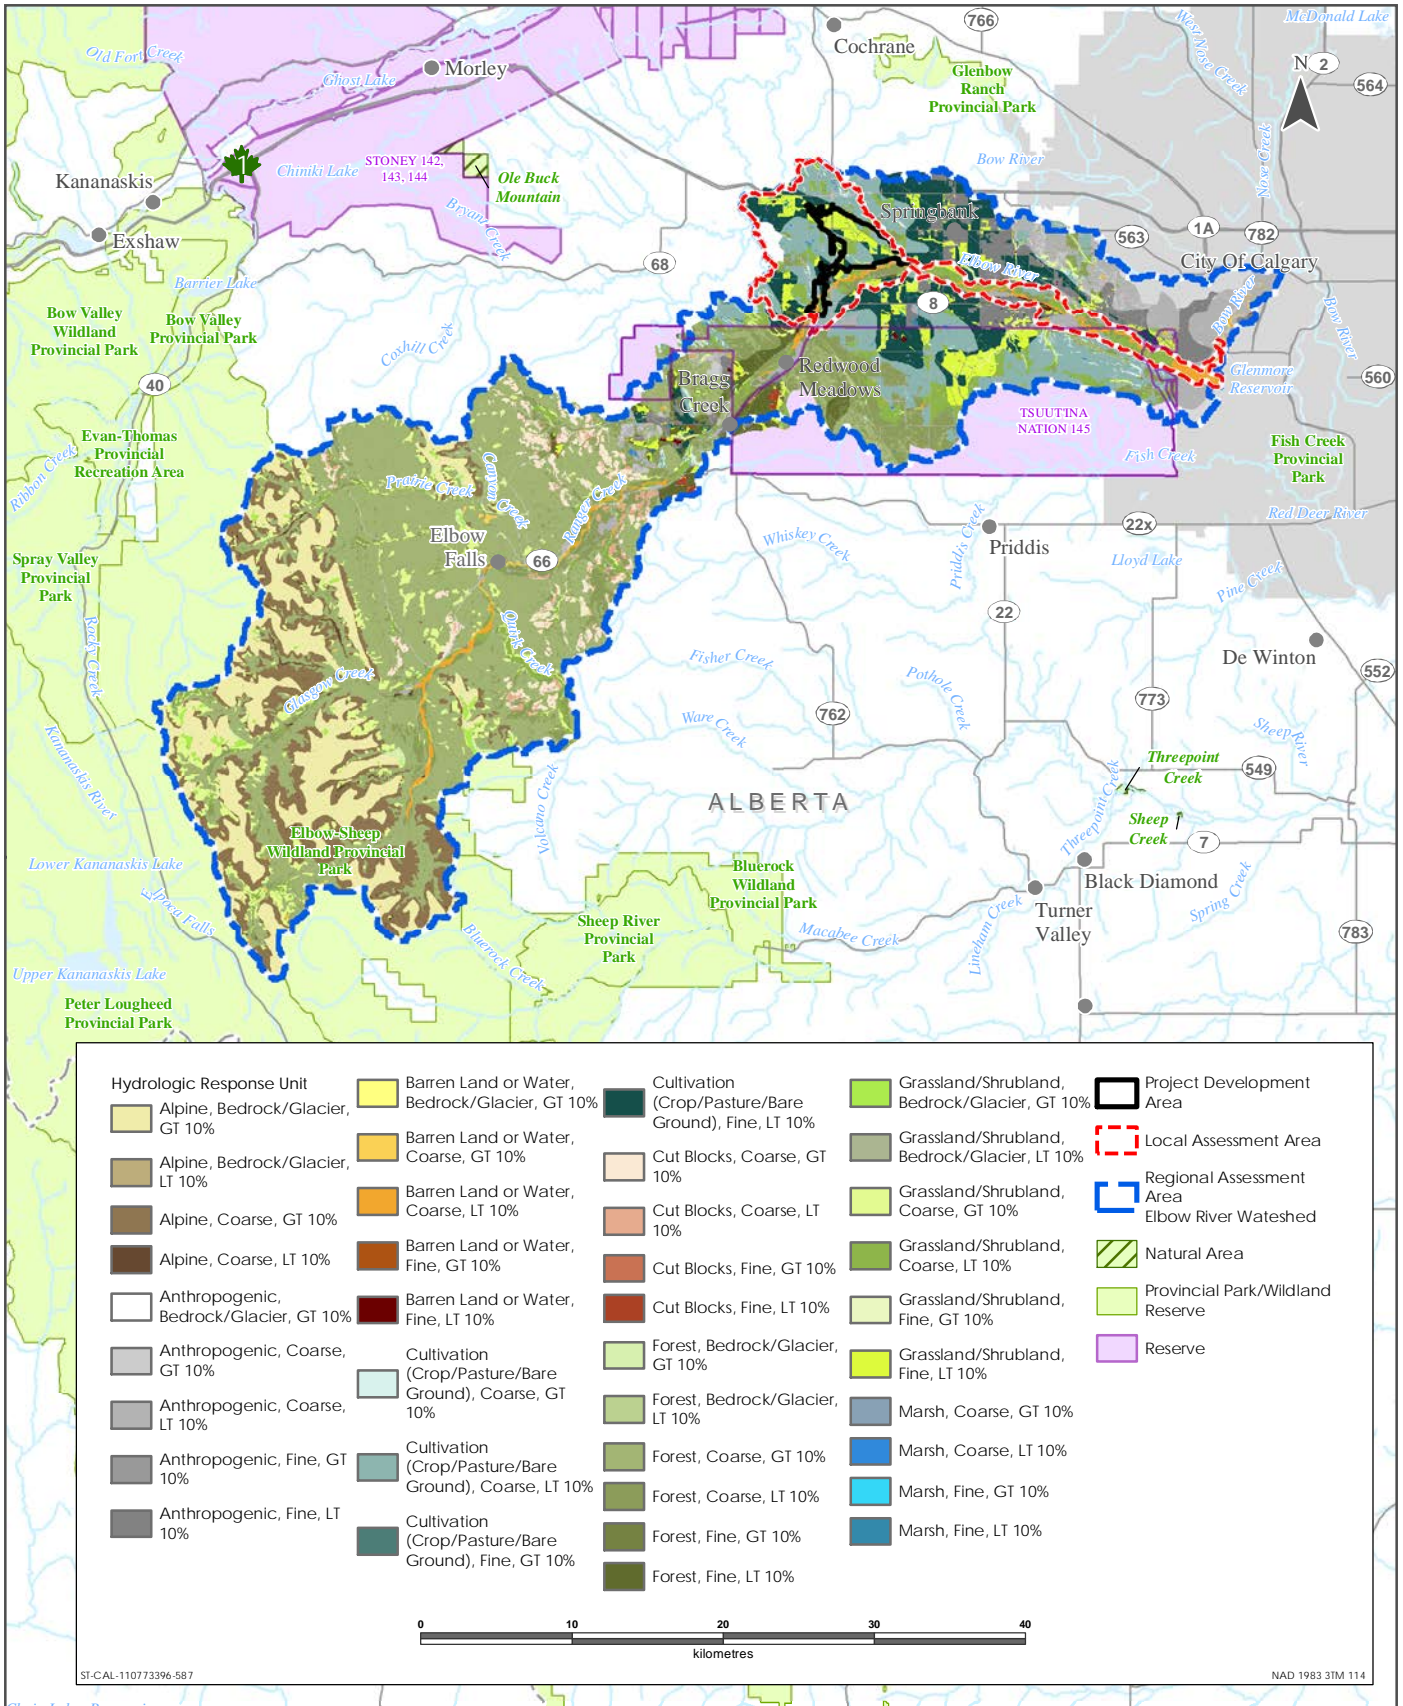 766
McDonald Lake
West Nose Creek
Cochrane
Old Fort Creek
Morley
Ghost Lake
Glenbow
Ranch
Provincial Park
N
2
564
Nose Creek
1
Chiniki Lake
STONEY 142,
143, 144
Ole Buck
Mountain
Bow River
Kananaskis
Bryant Creek
Springbank
Exshaw
68
563
1A
782
City Of Calgary
Elbow River
Barrier Lake
8
Bow River
Bow River
Bow Valley
Wildland
Provincial Park
Bow Valley
Provincial Park
Coxhill Creek
40
Bragg
Creek
Redwood
Meadows
Glenmore
Reservoir
560
TSUUT'INA
NATION 145
Evan-Thomas
Provincial
Recreation Area
Fish Creek
Fish Creek
Provincial
Park
Ribbon Creek
Prairie Creek
Canyon Creek
Ranger Creek
Red Deer River
22x
Elbow
Falls
66
Whiskey Creek
Priddis Creek
Priddis
Lloyd Lake
Spray Valley
Provincial
Park
Pine Creek
22
Rocky Creek
Quirk Creek
Fisher Creek
De Winton
552
Glasgow Creek
Pothole Creek
773
762
Ware Creek
Sheep River
Kananaskis River
Threepoint
Creek
549
Volcano Creek
ALBERTA
Threepoint Creek
Sheep
Creek
7
Elbow-Sheep
Wildland Provincial
Park
Lower Kananaskis Lake
Bluerock
Wildland
Provincial Park
Black Diamond
Elpoca Falls
Turner
Valley
Spring Creek
Sheep River
Provincial
Park
Macabee Creek
Lineham Creek
783
Bluerock Creek
Upper Kananaskis Lake
Peter Lougheed
Provincial Park
Hydrologic Response Unit
Alpine, Bedrock/Glacier,
GT 10%
Alpine, Bedrock/Glacier,
LT 10%
Alpine, Coarse, GT 10%
Alpine, Coarse, LT 10%
Anthropogenic,
Bedrock/Glacier, GT 10%
Anthropogenic, Coarse,
GT 10%
Anthropogenic, Coarse,
LT 10%
Anthropogenic, Fine, GT
10%
Anthropogenic, Fine, LT
10%
Barren Land or Water,
Bedrock/Glacier, GT 10%
Barren Land or Water,
Coarse, GT 10%
Barren Land or Water,
Coarse, LT 10%
Barren Land or Water,
Fine, GT 10%
Barren Land or Water,
Fine, LT 10%
Cultivation
(Crop/Pasture/Bare
Ground), Coarse, GT
10%
Cultivation
(Crop/Pasture/Bare
Ground), Coarse, LT 10%
Cultivation
(Crop/Pasture/Bare
Ground), Fine, GT 10%
Cultivation
(Crop/Pasture/Bare
Ground), Fine, LT 10%
Cut Blocks, Coarse, GT
10%
Cut Blocks, Coarse, LT
10%
Cut Blocks, Fine, GT 10%
Cut Blocks, Fine, LT 10%
Forest, Bedrock/Glacier,
GT 10%
Forest, Bedrock/Glacier,
LT 10%
Forest, Coarse, GT 10%
Forest, Coarse, LT 10%
Forest, Fine, GT 10%
Forest, Fine, LT 10%
Grassland/Shrubland,
Bedrock/Glacier, GT 10%
Grassland/Shrubland,
Bedrock/Glacier, LT 10%
Grassland/Shrubland,
Coarse, GT 10%
Grassland/Shrubland,
Coarse, LT 10%
Grassland/Shrubland,
Fine, GT 10%
Grassland/Shrubland,
Fine, LT 10%
Marsh, Coarse, GT 10%
Marsh, Coarse, LT 10%
Marsh, Fine, GT 10%
Marsh, Fine, LT 10%
Project Development
Area
Local Assessment Area
Regional Assessment
Area
Elbow River Watershed
Natural Area
Provincial Park/Wildland
Reserve
Reserve
0 10 20 30 40
kilometres
ST-CAL-110773396-587
NAD 1983 3TM 114